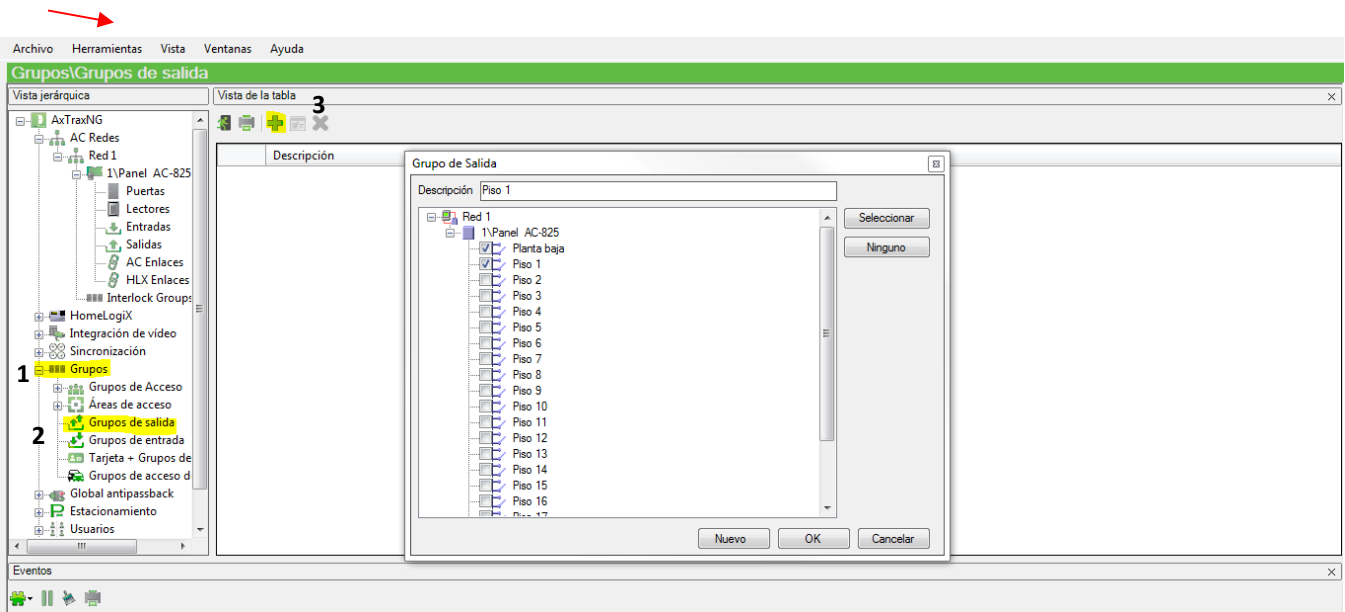 Archivo Herramientas Vista Ventanas Ayuda
Grupos\Grupos de salida
Vista jerárquica
Vista de la tabla
3
AxTraxNG
AC Redes
Red 1
1\Panel AC-825
Puertas
Lectores
Entradas
Salidas
AC Enlaces
HLX Enlaces
Interlock Groups
HomeLogiX
Integración de vídeo
Sincronización
1 Grupos
Grupos de Acceso
Áreas de acceso
Grupos de salida
2
Grupos de entrada
Tarjeta + Grupos de
Grupos de acceso d
Global antipassback
Estacionamiento
Usuarios
Descripción
Grupo de Salida
Descripción Piso 1
Red 1
1\Panel AC-825
Planta baja
Piso 1
Piso 2
Piso 3
Piso 4
Piso 5
Piso 6
Piso 7
Piso 8
Piso 9
Piso 10
Piso 11
Piso 12
Piso 13
Piso 14
Piso 15
Piso 16
Piso 17
Seleccionar
Ninguno
Nuevo OK Cancelar
Eventos